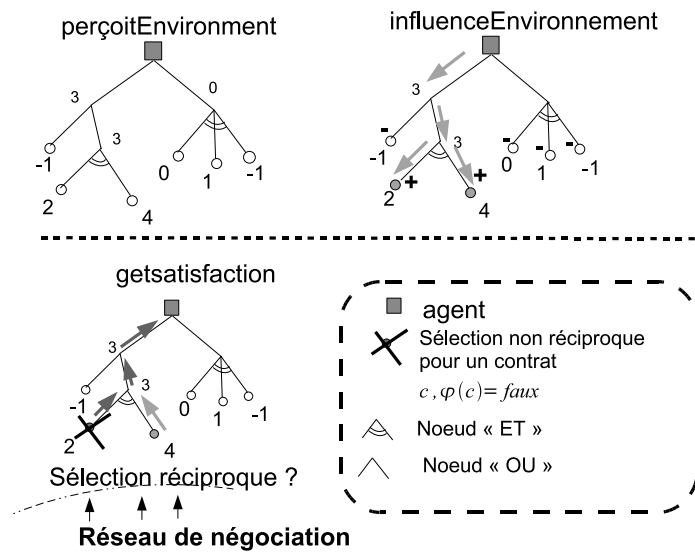 perçoitEnvironment
3
0
3
-1
0
1
-1
2
4
influenceEnvironnement
3
3
-
-1
-
0
-
1
-
-1
2
+
+
4
getsatisfaction
3
3
-1
0
1
-1
2
4
Sélection réciproque ?
Réseau de négociation
agent
Sélection non réciproque
pour un contrat
c , φ(c)= faux
Noeud « ET »
Noeud « OU »